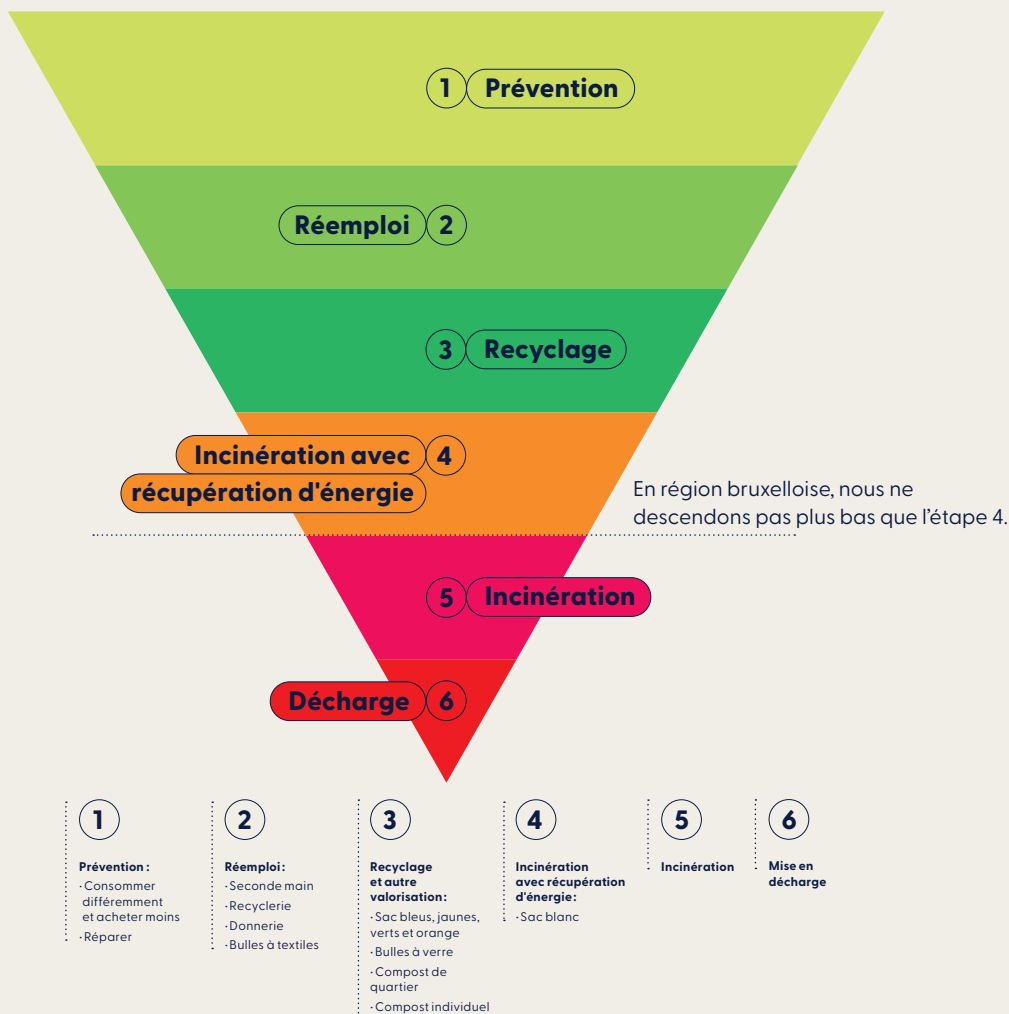 1 Prévention
Réemploi 2
3 Recyclage
Incinération avec 4
récupération d'énergie
En région bruxelloise, nous ne
descendons pas plus bas que l'étape 4.
5 Incinération
Décharge 6
1
Prévention :
·Consommer
différemment
et acheter moins
·Réparer
2
Réemploi :
·Seconde main
·Recyclerie
·Donnerie
·Bulles à textiles
3
Recyclage
et autre
valorisation :
·Sac bleus, jaunes,
verts et orange
·Bulles à verre
·Compost de
quartier
·Compost individuel
4
Incinération
avec récupération
d'énergie :
·Sac blanc
5
Incinération
6
Mise en
décharge